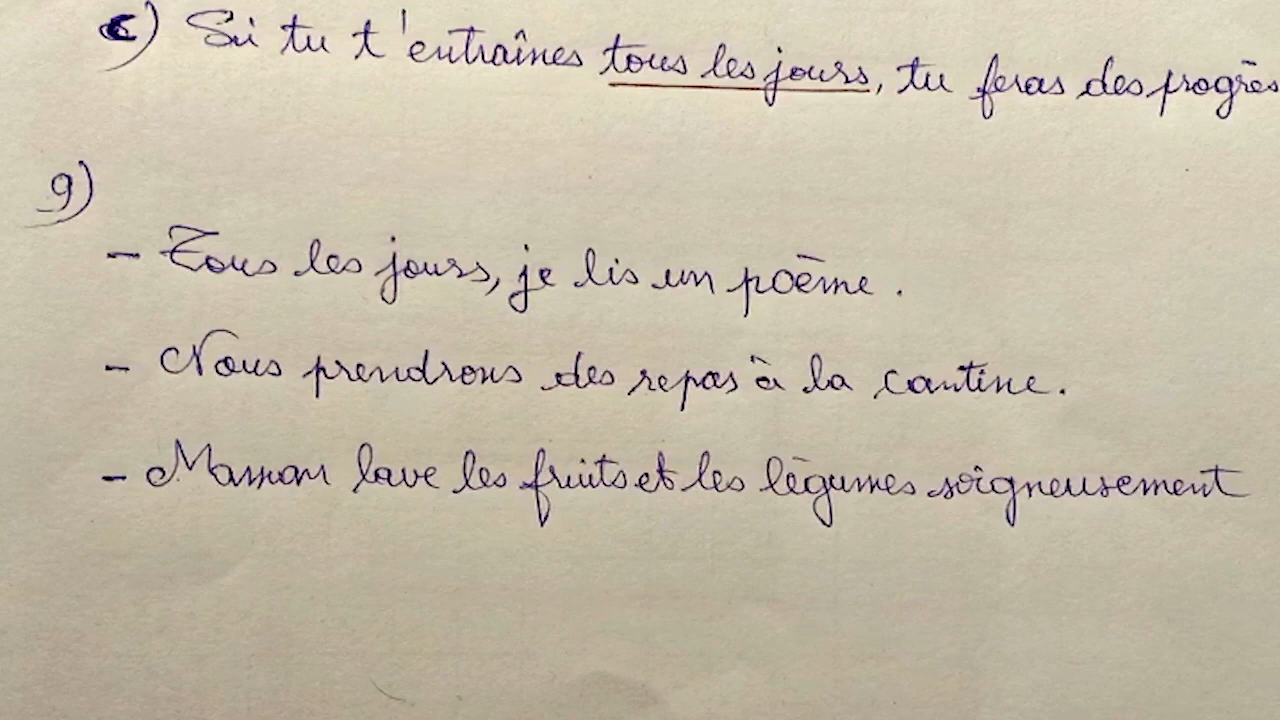 c) Si tu t'entraînes tous les jours, tu feras des progrès
9)
- Tous les jours, je lis un poème.
- Nous prendrons des repas à la cantine.
- Maman lave les fruits et les légumes soigneusement